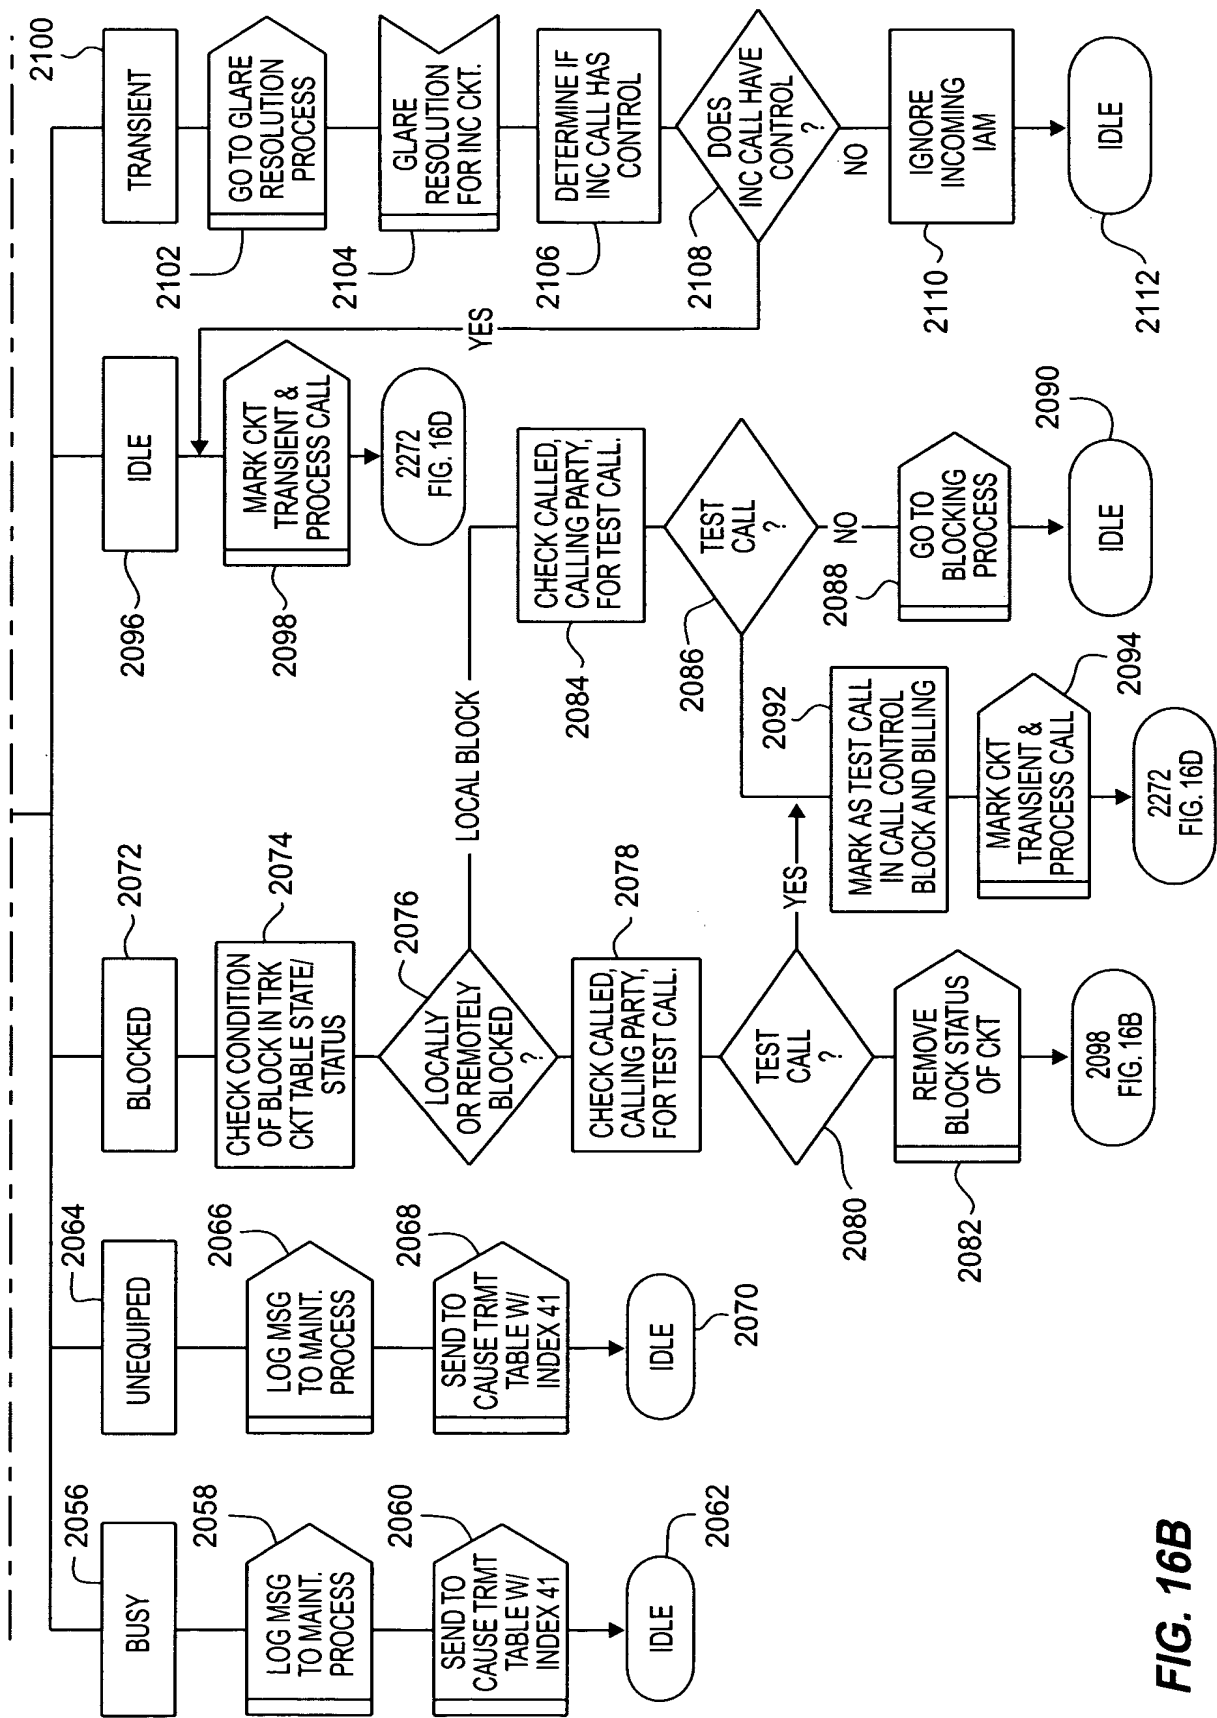 BUSY
2056
LOG MSG
TO MAINT.
PROCESS
2058
SEND TO
CAUSE TRMT
TABLE W/
INDEX 41
2060
IDLE
2062
UNEQUIPED
2064
LOG MSG
TO MAINT.
PROCESS
2066
SEND TO
CAUSE TRMT
TABLE W/
INDEX 41
2068
IDLE
2070
BLOCKED
2072
CHECK CONDITION
OF BLOCK IN TRK
CKT TABLE STATE/
STATUS
2074
LOCALLY
OR REMOTELY
BLOCKED
?
2076
LOCAL BLOCK
CHECK CALLED,
CALLING PARTY,
FOR TEST CALL.
2078
TEST
CALL
?
2080
YES
REMOVE
BLOCK STATUS
OF CKT
2082
2098
FIG. 16B
CHECK CALLED,
CALLING PARTY,
FOR TEST CALL.
2084
TEST
CALL
?
2086
NO
GO TO
BLOCKING
PROCESS
2088
IDLE
2090
MARK AS TEST CALL
IN CALL CONTROL
BLOCK AND BILLING
2092
MARK CKT
TRANSIENT &
PROCESS CALL
2094
2272
FIG. 16D
IDLE
2096
MARK CKT
TRANSIENT &
PROCESS CALL
2098
2272
FIG. 16D
TRANSIENT
2100
GO TO GLARE
RESOLUTION
PROCESS
2102
GLARE
RESOLUTION
FOR INC CKT.
2104
DETERMINE IF
INC CALL HAS
CONTROL
2106
DOES
INC CALL HAVE
CONTROL
?
2108
YES
NO
IGNORE
INCOMING
IAM
2110
IDLE
2112
FIG. 16B